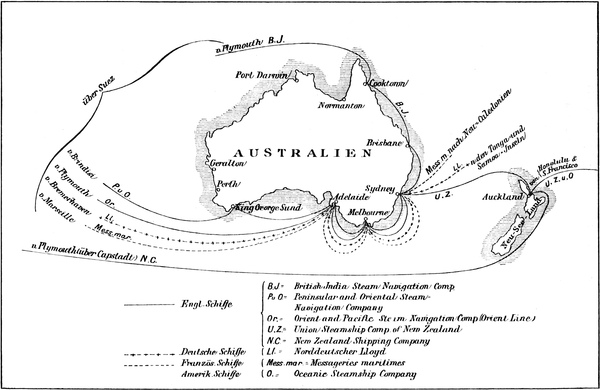 v. Plymouth B.J.
über Suez
Port Darwin
Cooktown
Normanton
B.J.
Mess. m. nach Neu-Caledonien
Brisbane
Ll. n. den Tonga- und
Samoa-Inseln
AUSTRALIEN
Honolulu &
S. Francisco
v. Brindisi P.u.O.
v. Plymouth Or.
v. Bremerhaven Ll.
v. Marseille Mess. mar.
Geralton
Perth
King George Sund
Adelaide
Melbourne
Sydney
U.Z.
Auckland
U.Z.u.O
Neu-Seeland
v. Plymouth (über Capstadt) N.C.
Engl. Schiffe
B.J.= British India Steam Navigation Comp.
P.u.O.= Peninsular and Oriental Steam-
Navigation Company
Or.= Orient and Pacific Steam Navigation Comp. (Orient Line)
U.Z.= Union Steamship Comp. of New Zealand
N.C.= New Zealand Shipping Company
Deutsche Schiffe Ll.= Norddeutscher Lloyd
Französ. Schiffe Mess. mar.= Messageries maritimes
Amerik. Schiffe O.= Oceanic Steamship Company